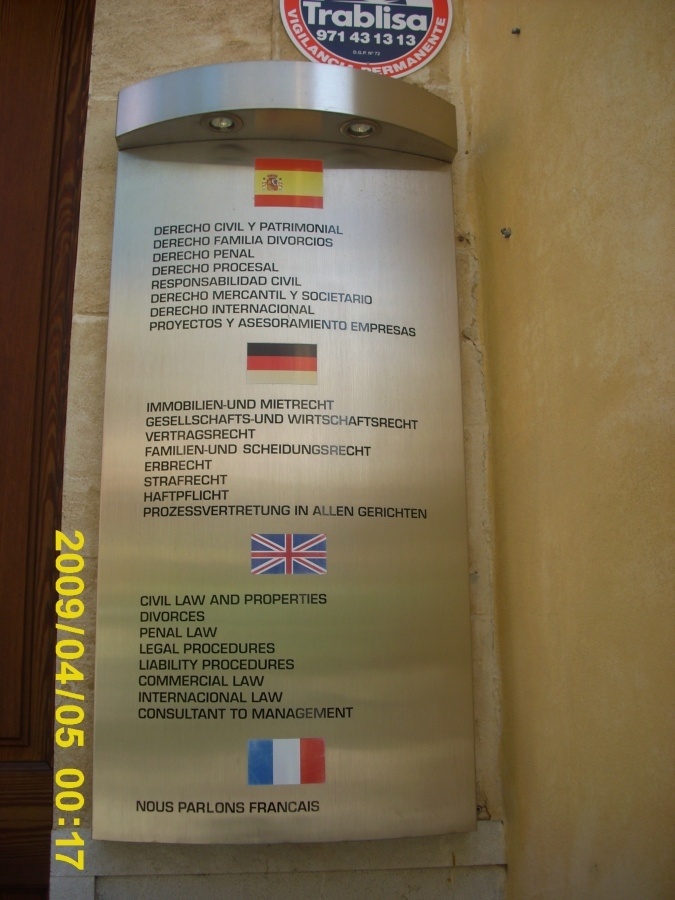 Trablisa
971 43 13 13
D.G.P. Nº 73
VIGILANCIA PERMANENTE
DERECHO CIVIL Y PATRIMONIAL
DERECHO FAMILIA DIVORCIOS
DERECHO PENAL
DERECHO PROCESAL
RESPONSABILIDAD CIVIL
DERECHO MERCANTIL Y SOCIETARIO
DERECHO INTERNACIONAL
PROYECTOS Y ASESORAMIENTO EMPRESAS
IMMOBILIEN-UND MIETRECHT
GESELLSCHAFTS-UND WIRTSCHAFTSRECHT
VERTRAGSRECHT
FAMILIEN-UND SCHEIDUNGSRECHT
ERBRECHT
STRAFRECHT
HAFTPFLICHT
PROZESSVERTRETUNG IN ALLEN GERICHTEN
CIVIL LAW AND PROPERTIES
DIVORCES
PENAL LAW
LEGAL PROCEDURES
LIABILITY PROCEDURES
COMMERCIAL LAW
INTERNACIONAL LAW
CONSULTANT TO MANAGEMENT
NOUS PARLONS FRANCAIS
2009/04/05 00:17